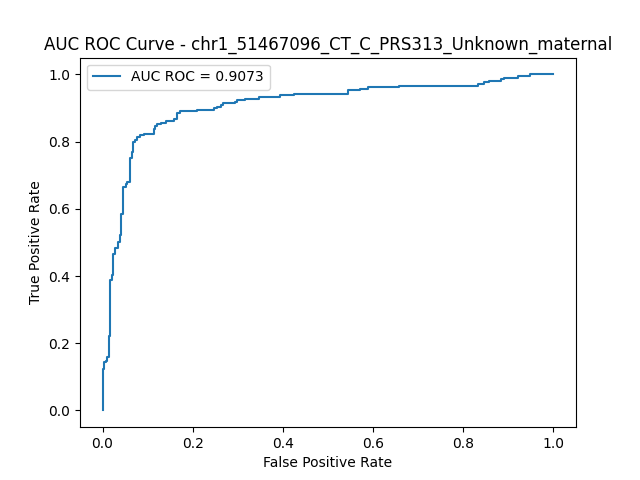 AUC ROC Curve - chr1_51467096_CT_C_PRS313_Unknown_maternal
AUC ROC = 0.9073
1.0
0.8
0.6
0.4
0.2
0.0
True Positive Rate
0.0 0.2 0.4 0.6 0.8 1.0
False Positive Rate